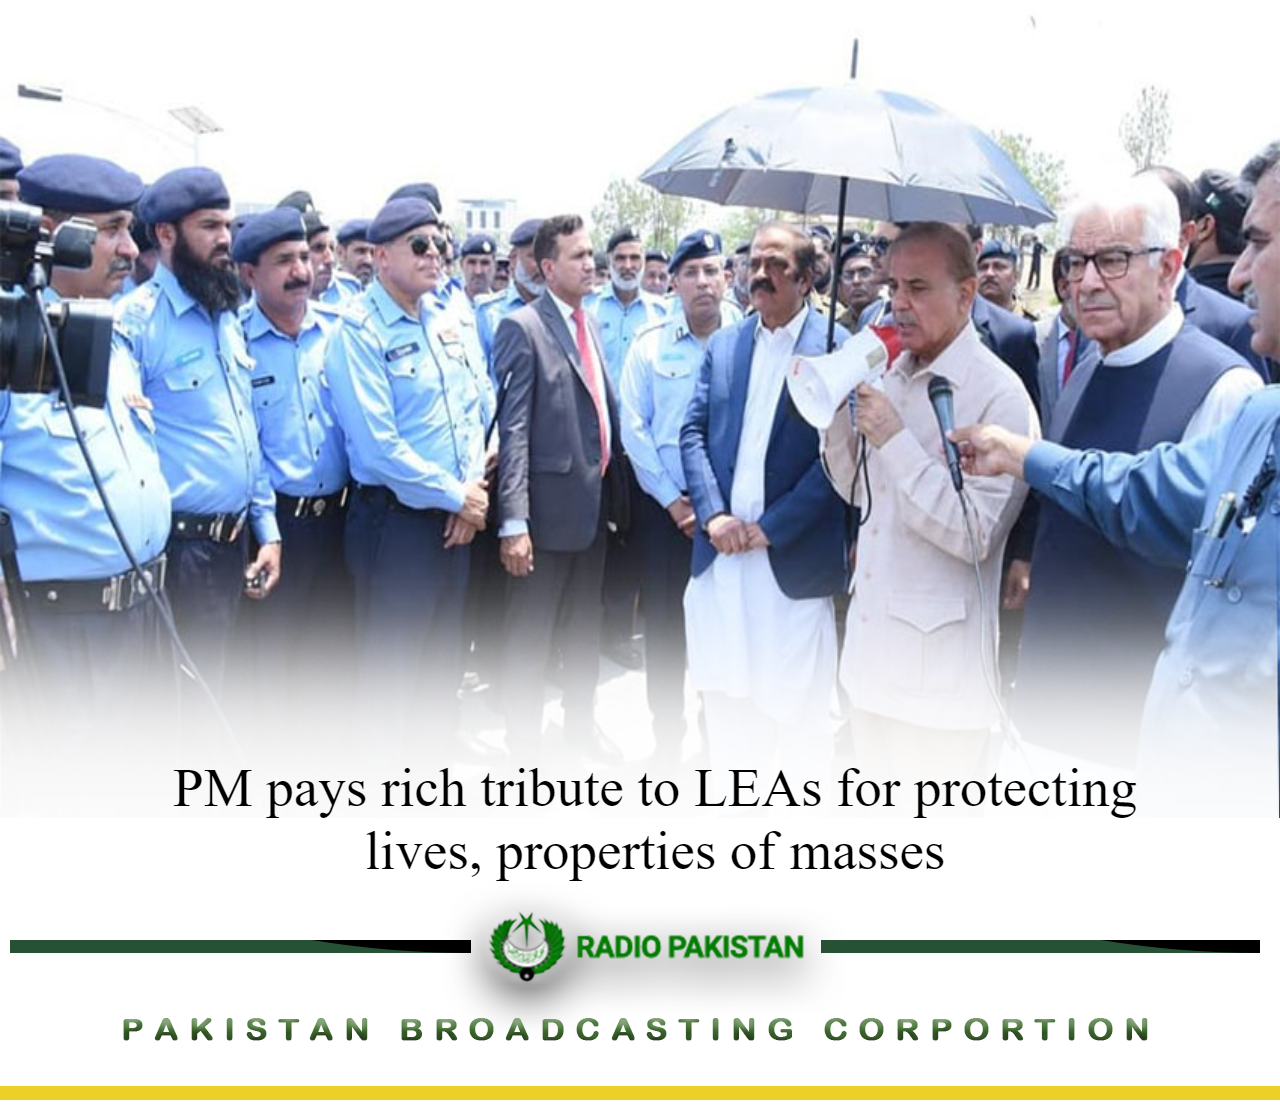 PM pays rich tribute to LEAs for protecting
lives, properties of masses
RADIO PAKISTAN
PAKISTAN BROADCASTING CORPORTION